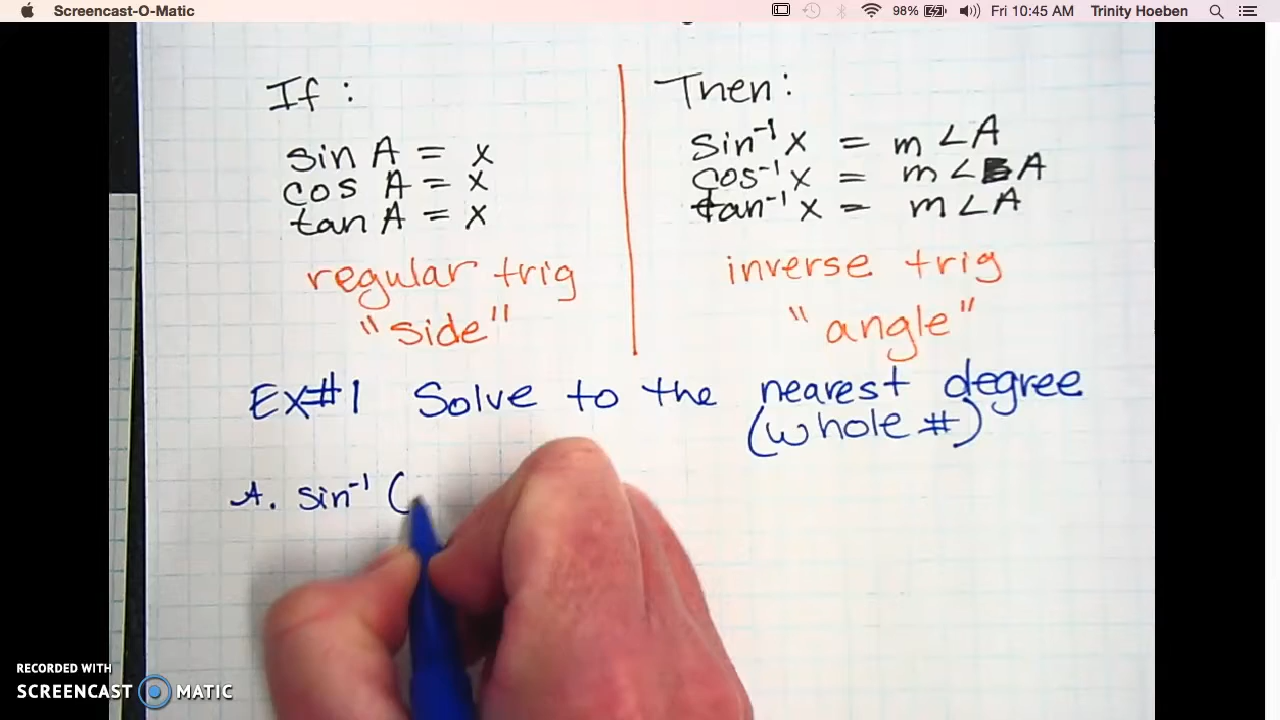 Screencast-O-Matic 98% Fri 10:45 AM Trinity Hoeben
If :
sin A = x
cos A = x
tan A = x
regular trig
"side"
Then:
sin⁻¹ x = m ∠A
cos⁻¹ x = m ∠A
tan⁻¹ x = m ∠A
inverse trig
"angle"
Ex#1 Solve to the nearest degree
(whole #)
A. sin⁻¹ (
RECORDED WITH
SCREENCAST MATIC